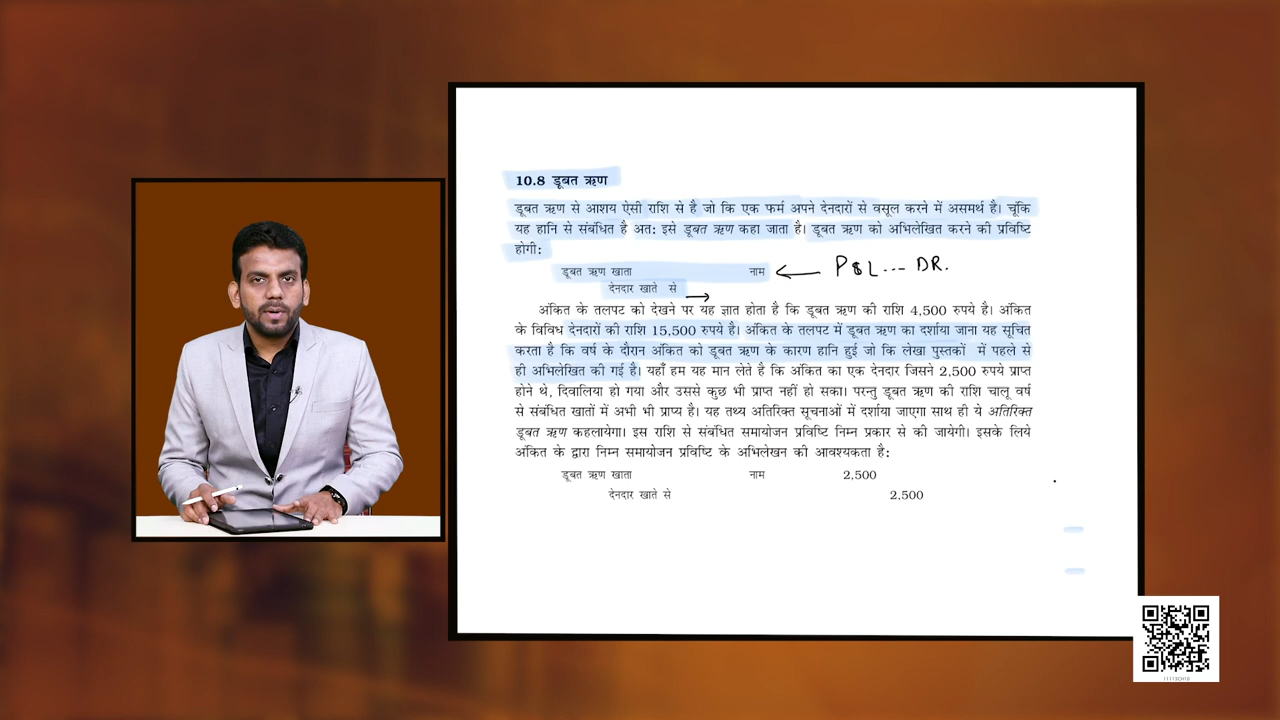 10.8 डूबत ऋण
डूबत ऋण से आशय ऐसी राशि से है जो कि एक फर्म अपने देनदारों से वसूल करने में असमर्थ है। चूंकि
यह हानि से संबंधित है अत: इसे डूबत ऋण कहा जाता है। डूबत ऋण को अभिलेखित करने की प्रविष्टि
होगी:
डूबत ऋण खाता नाम P&L... DR.
देनदार खाते से
अंकित के तलपट को देखने पर यह ज्ञात होता है कि डूबत ऋण की राशि 4,500 रुपये है। अंकित
के विविध देनदारों की राशि 15,500 रुपये है। अंकित के तलपट में डूबत ऋण का दर्शाया जाना यह सूचित
करता है कि वर्ष के दौरान अंकित को डूबत ऋण के कारण हानि हुई जो कि लेखा पुस्तकों में पहले से
ही अभिलेखित की गई है। यहाँ हम यह मान लेते है कि अंकित का एक देनदार जिसने 2,500 रुपये प्राप्त
होने थे, दिवालिया हो गया और उससे कुछ भी प्राप्त नहीं हो सका। परन्तु डूबत ऋण की राशि चालू वर्ष
से संबंधित खातों में अभी भी प्राप्य है। यह तथ्य अतिरिक्त सूचनाओं में दर्शाया जाएगा साथ ही ये अतिरिक्त
डूबत ऋण कहलायेगा। इस राशि से संबंधित समायोजन प्रविष्टि निम्न प्रकार से की जायेगी। इसके लिये
अंकित के द्वारा निम्न समायोजन प्रविष्टि के अभिलेखन की आवश्यकता है:
डूबत ऋण खाता नाम 2,500
देनदार खाते से 2.500